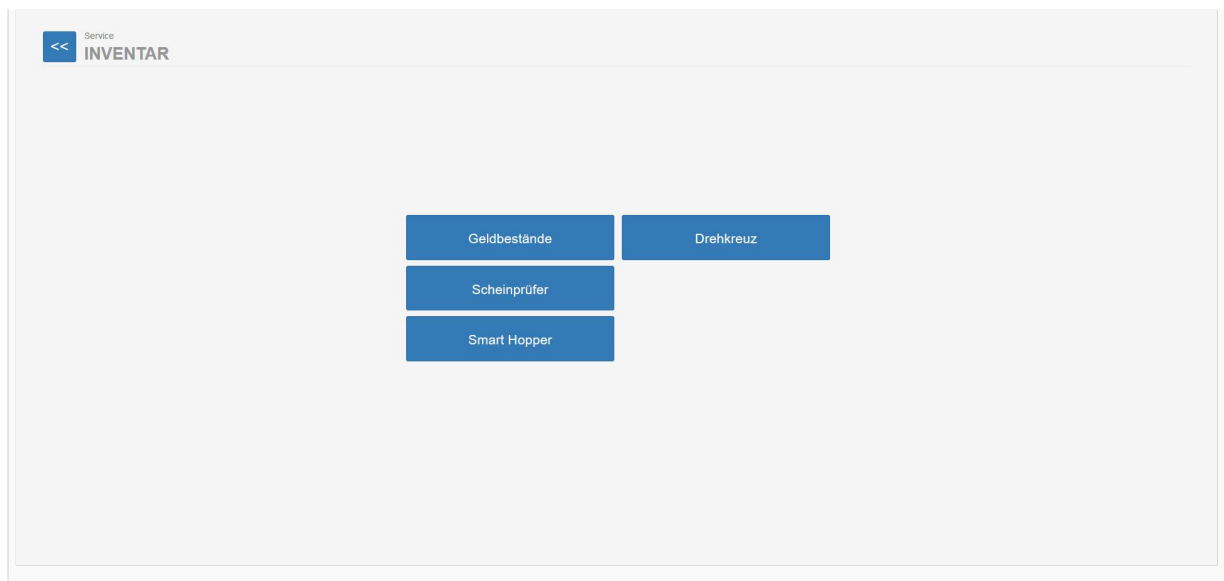 <<
Service
INVENTAR
Geldbestände
Drehkreuz
Scheinprüfer
Smart Hopper